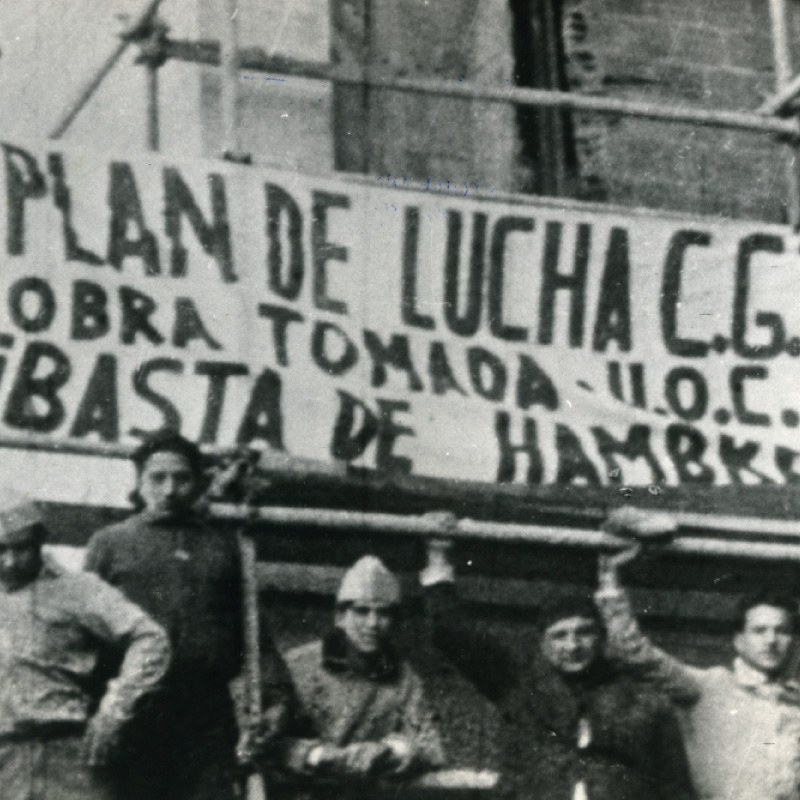 PLAN DE LUCHA C.G.
OBRA TOMADA - U.O.C.
¡BASTA DE HAMBRE